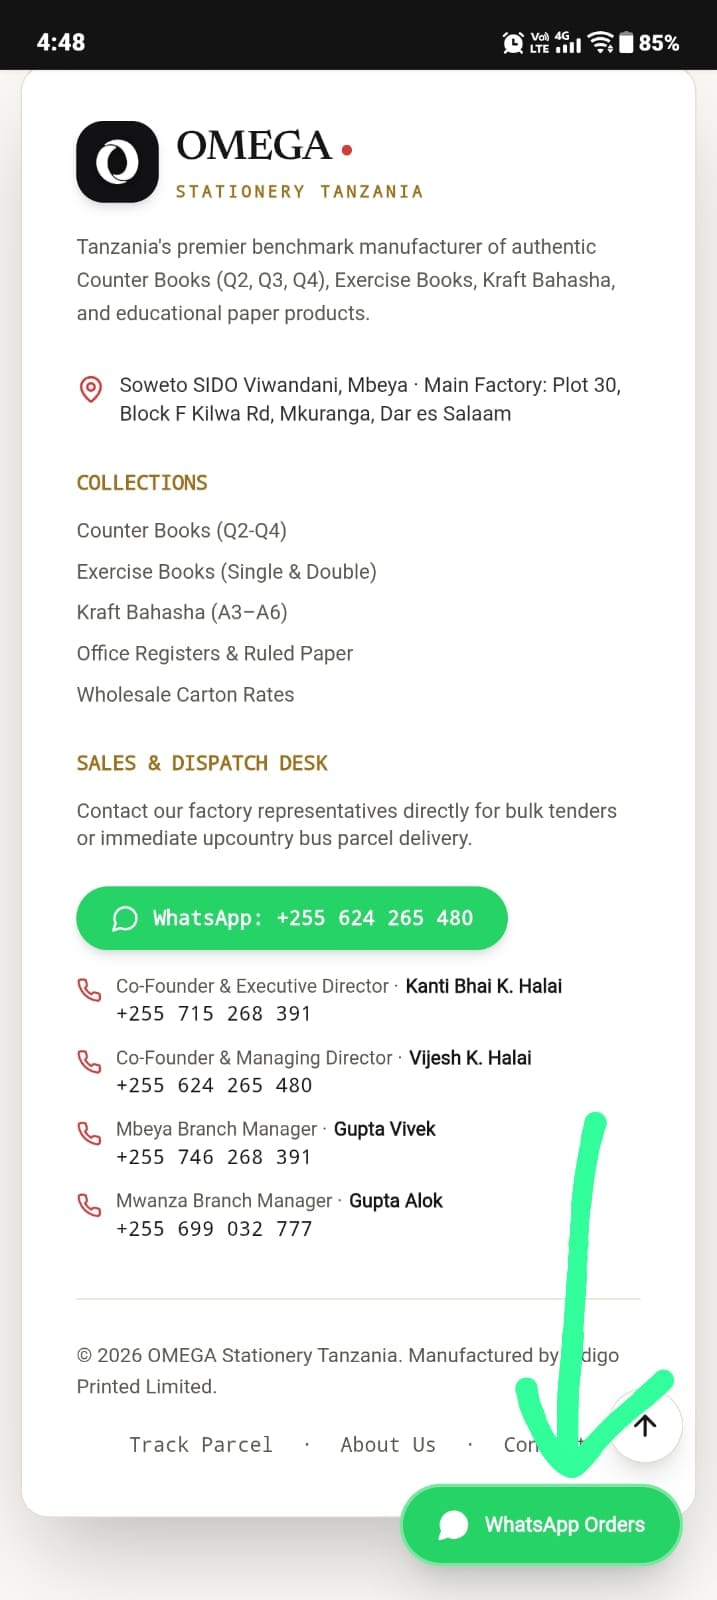 4:48
Vo)) LTE 4G 85%
OMEGA
STATIONERY TANZANIA
Tanzania's premier benchmark manufacturer of authentic
Counter Books (Q2, Q3, Q4), Exercise Books, Kraft Bahasha,
and educational paper products.
Soweto SIDO Viwandani, Mbeya · Main Factory: Plot 30,
Block F Kilwa Rd, Mkuranga, Dar es Salaam
COLLECTIONS
Counter Books (Q2-Q4)
Exercise Books (Single & Double)
Kraft Bahasha (A3–A6)
Office Registers & Ruled Paper
Wholesale Carton Rates
SALES & DISPATCH DESK
Contact our factory representatives directly for bulk tenders
or immediate upcountry bus parcel delivery.
WhatsApp: +255 624 265 480
Co-Founder & Executive Director · Kanti Bhai K. Halai
+255 715 268 391
Co-Founder & Managing Director · Vijesh K. Halai
+255 624 265 480
Mbeya Branch Manager · Gupta Vivek
+255 746 268 391
Mwanza Branch Manager · Gupta Alok
+255 699 032 777
© 2026 OMEGA Stationery Tanzania. Manufactured by
Printed Limited.
Track Parcel · About Us ·
WhatsApp Orders